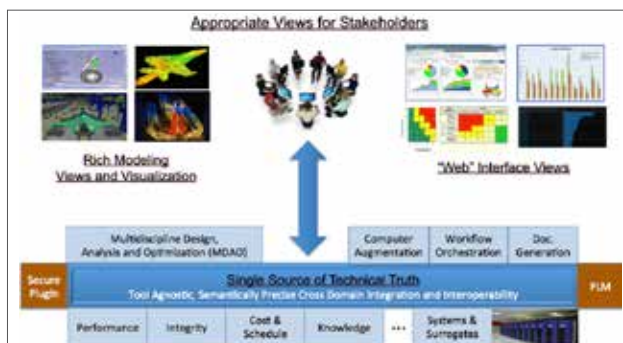 Appropriate Views for Stakeholders
Rich Modeling
Views and Visualization
"Web" Interface Views
Multidiscipline Design,
Analysis and Optimization (MDAO)
Computer
Augmentation
Workflow
Orchestration
Doc.
Generation
Secure
Plugin
Single Source of Technical Truth
Tool Agnostic, Semantically Precise Cross Domain Integration and Interoperability
PLM
Performance
Integrity
Cost &
Schedule
Knowledge
...
Systems &
Surrogates